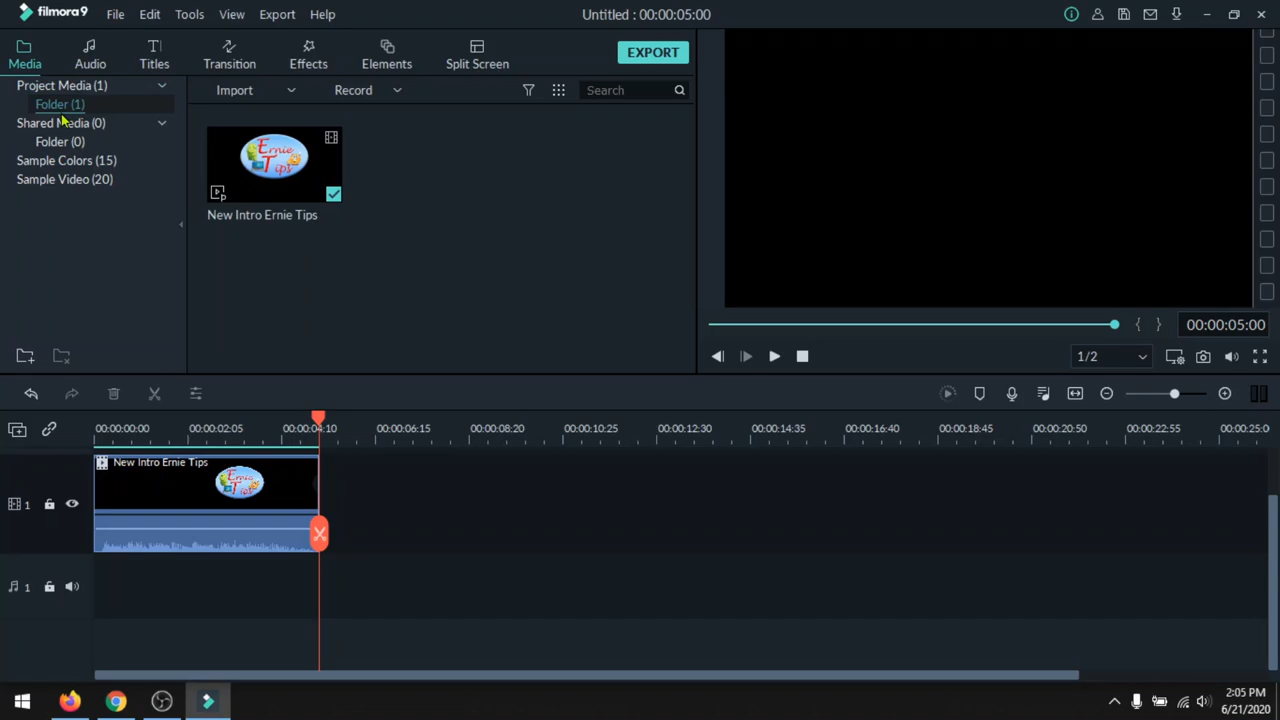 filmora9 File Edit Tools View Export Help Untitled : 00:00:05:00
Media Audio Titles Transition Effects Elements Split Screen EXPORT
Project Media (1)
Folder (1)
Shared Media (0)
Folder (0)
Sample Colors (15)
Sample Video (20)
Import Record Search
Ernie
Tips
New Intro Ernie Tips
00:00:05:00
1/2
00:00:00:00 00:00:02:05 00:00:04:10 00:00:06:15 00:00:08:20 00:00:10:25 00:00:12:30 00:00:14:35 00:00:16:40 00:00:18:45 00:00:20:50 00:00:22:55 00:00:25:0
New Intro Ernie Tips
Ernie
Tips
1
1
2:05 PM
6/21/2020